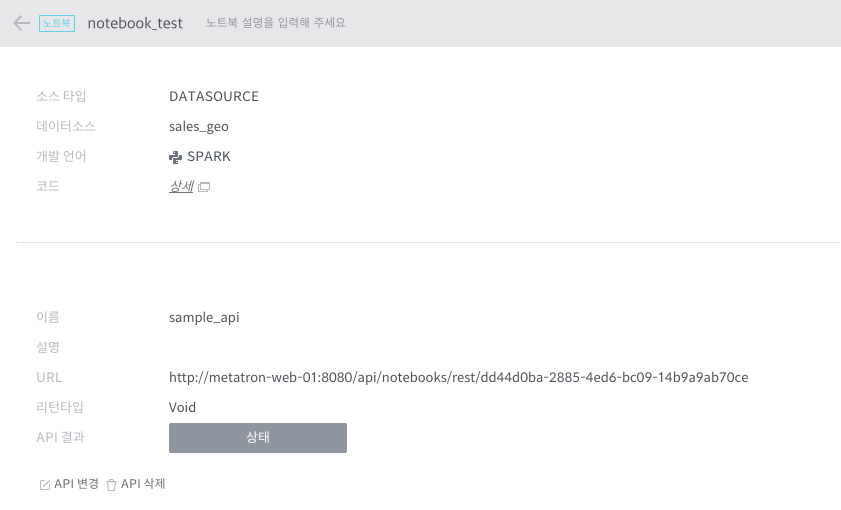 노트북 notebook_test 노트북 설명을 입력해 주세요
소스 타입 DATASOURCE
데이터소스 sales_geo
개발 언어 SPARK
코드 상세
이름 sample_api
설명
URL http://metatron-web-01:8080/api/notebooks/rest/dd44d0ba-2885-4ed6-bc09-14b9a9ab70ce
리턴타입 Void
API 결과 상태
API 변경 API 삭제